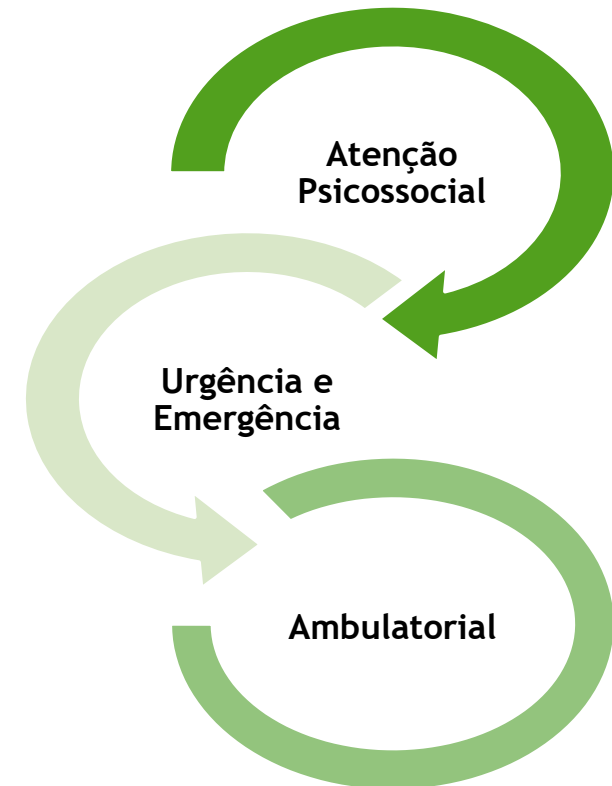 Atenção
Psicossocial
Urgência e
Emergência
Ambulatorial